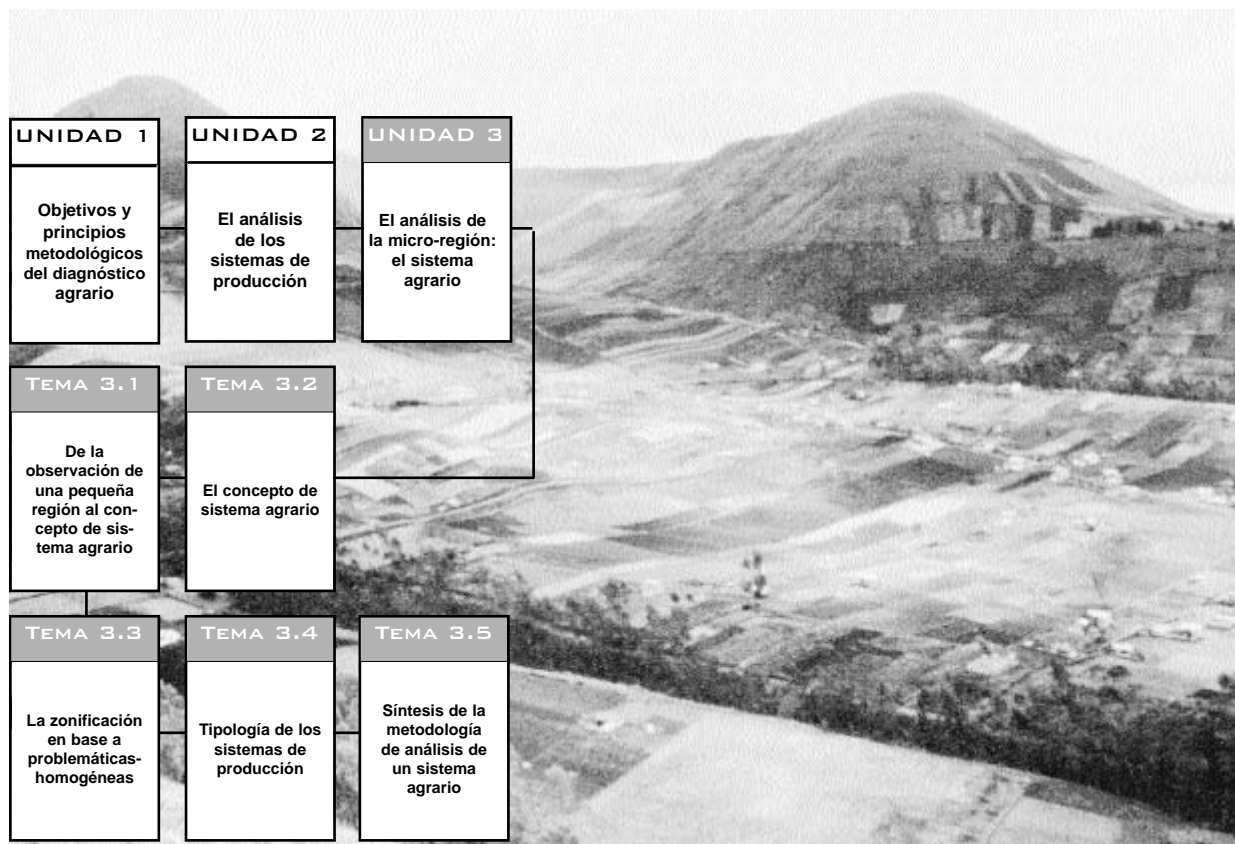 UNIDAD 1
Objetivos y
principios
metodológicos
del diagnóstico
agrario
UNIDAD 2
El análisis
de los
sistemas de
producción
UNIDAD 3
El análisis de
la micro-región:
el sistema
agrario
TEMA 3.1
De la
observación de
una pequeña
región al con-
cepto de sis-
tema agrario
TEMA 3.2
El concepto de
sistema agrario
TEMA 3.3
La zonificación
en base a
problemáticas-
homogéneas
TEMA 3.4
Tipología de los
sistemas de
producción
TEMA 3.5
Síntesis de la
metodología
de análisis de
un sistema
agrario